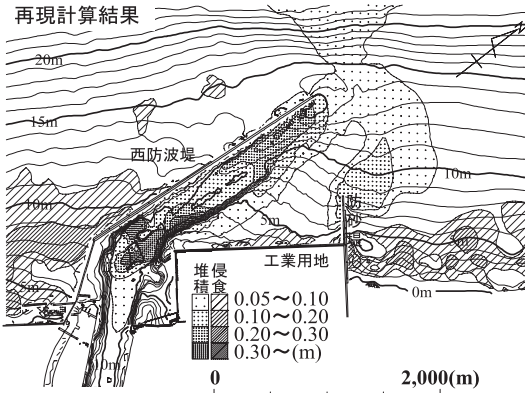 再現計算結果
20m
15m
西防波堤
10m
10m
防砂堤
5m
5m
工業用地
0m
堆積 侵食
0.05～0.10
0.10～0.20
0.20～0.30
0.30～(m)
10m
0 2,000(m)